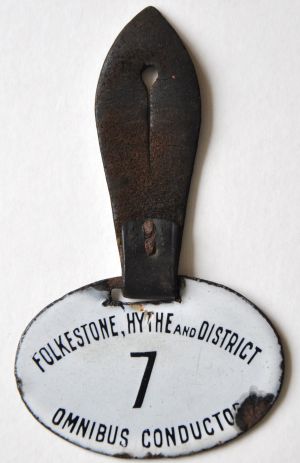 FOLKESTONE, HYTHE AND DISTRICT
7
OMNIBUS CONDUCTOR